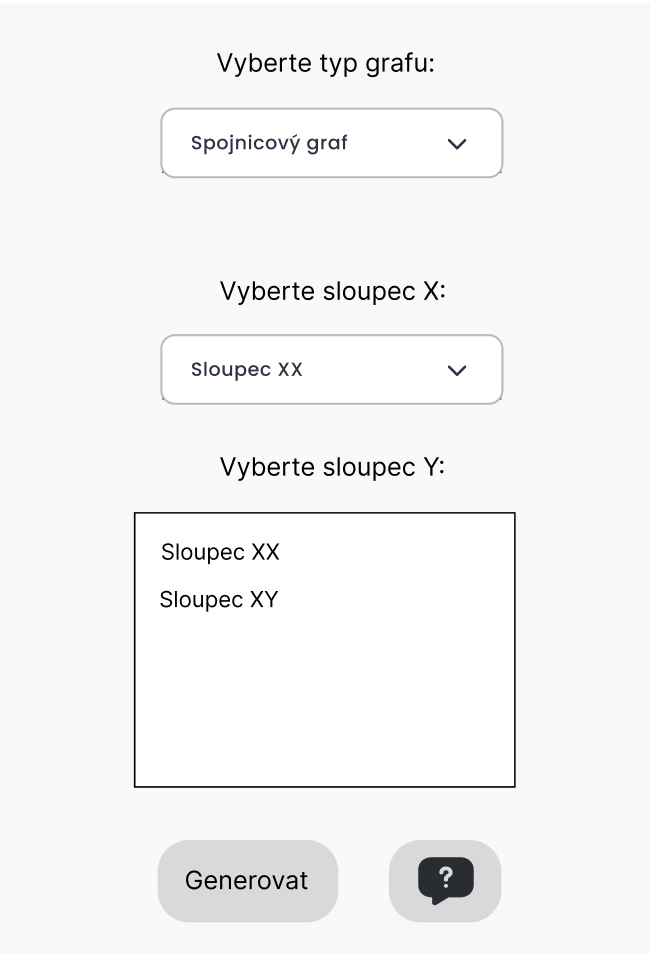 Vyberte typ grafu:
Spojnicový graf
Vyberte sloupec X:
Sloupec XX
Vyberte sloupec Y:
Sloupec XX
Sloupec XY
Generovat
?